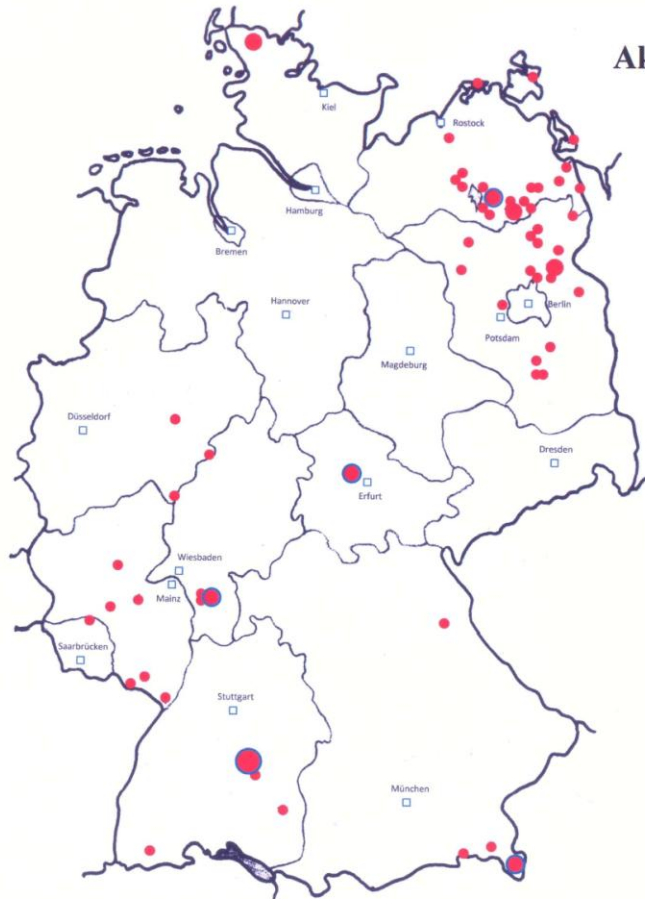 Kiel
Rostock
Hamburg
Bremen
Hannover
Berlin
Potsdam
Magdeburg
Düsseldorf
Dresden
Erfurt
Wiesbaden
Mainz
Saarbrücken
Stuttgart
München